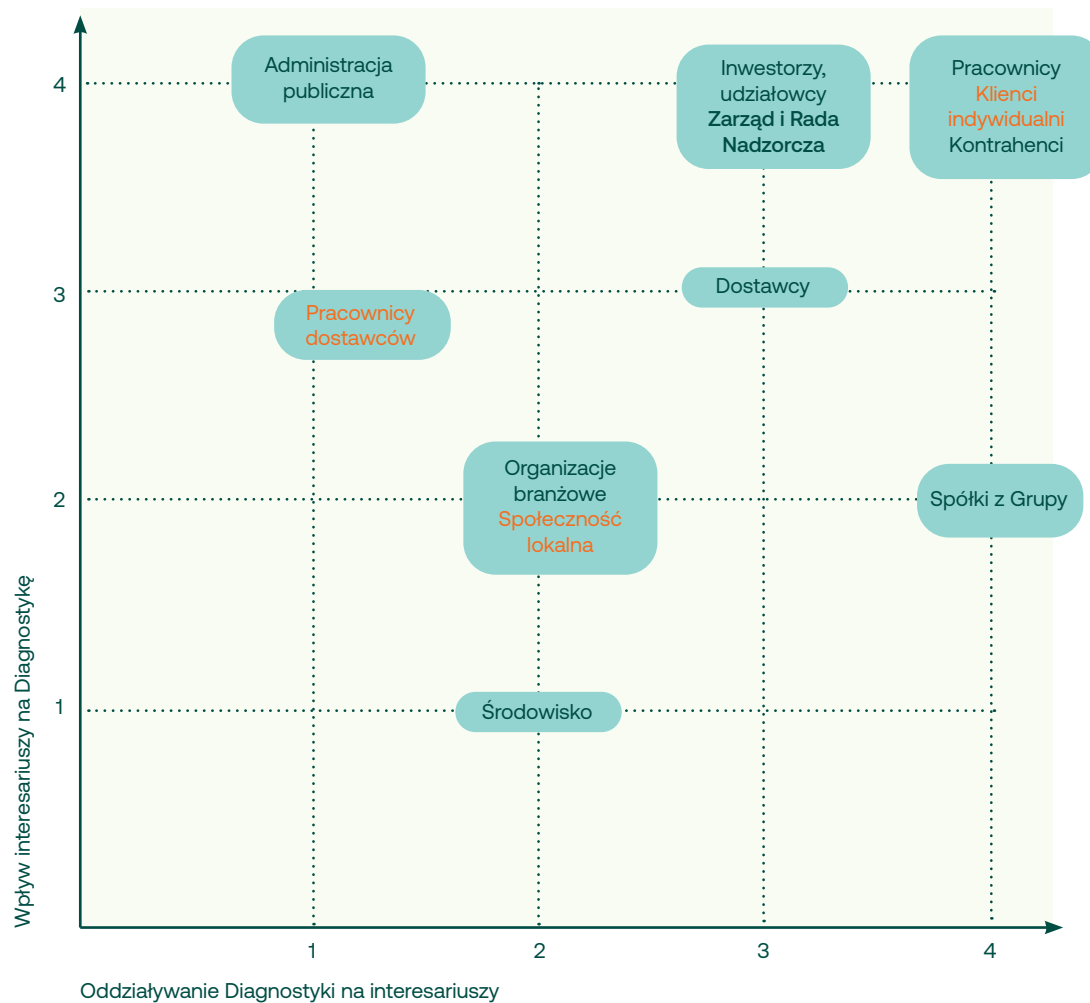 4
Administracja
publiczna
Inwestorzy,
udziałowcy
Zarząd i Rada
Nadzorcza
Pracownicy
Klienci
indywidualni
Kontrahenci
3
Pracownicy
dostawców
Dostawcy
2
Organizacje
branżowe
Społeczność
lokalna
Spółki z Grupy
1
Środowisko
Wpływ interesariuszy na Diagnostykę
1
2
3
4
Oddziaływanie Diagnostyki na interesariuszy